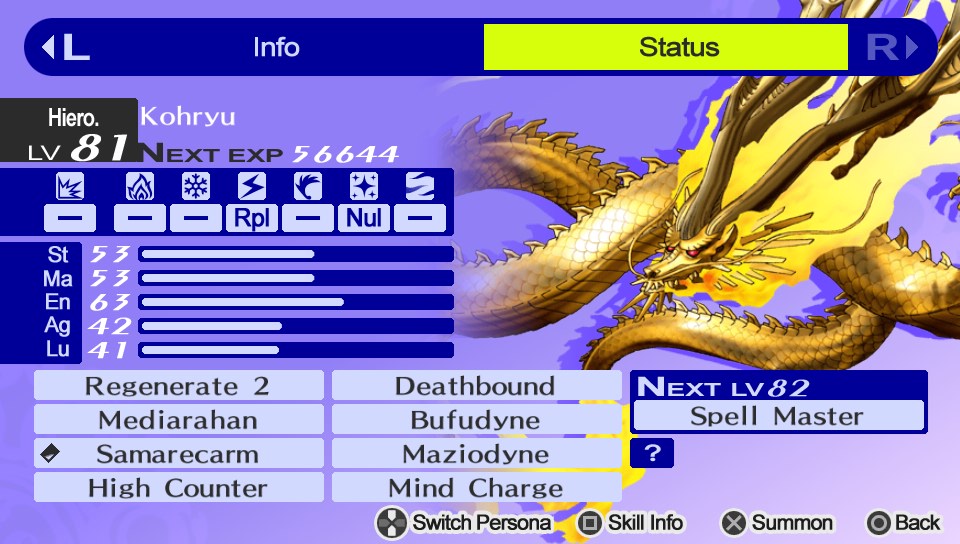 L Info Status R
Hiero. Kohryu
LV 81 NEXT EXP 56644
— — — Rpl — Nul —
St 53
Ma 53
En 63
Ag 42
Lu 41
Regenerate 2 Deathbound NEXT LV 82
Mediarahan Bufudyne Spell Master
Samarecarm Maziodyne ?
High Counter Mind Charge
Switch Persona Skill Info Summon Back